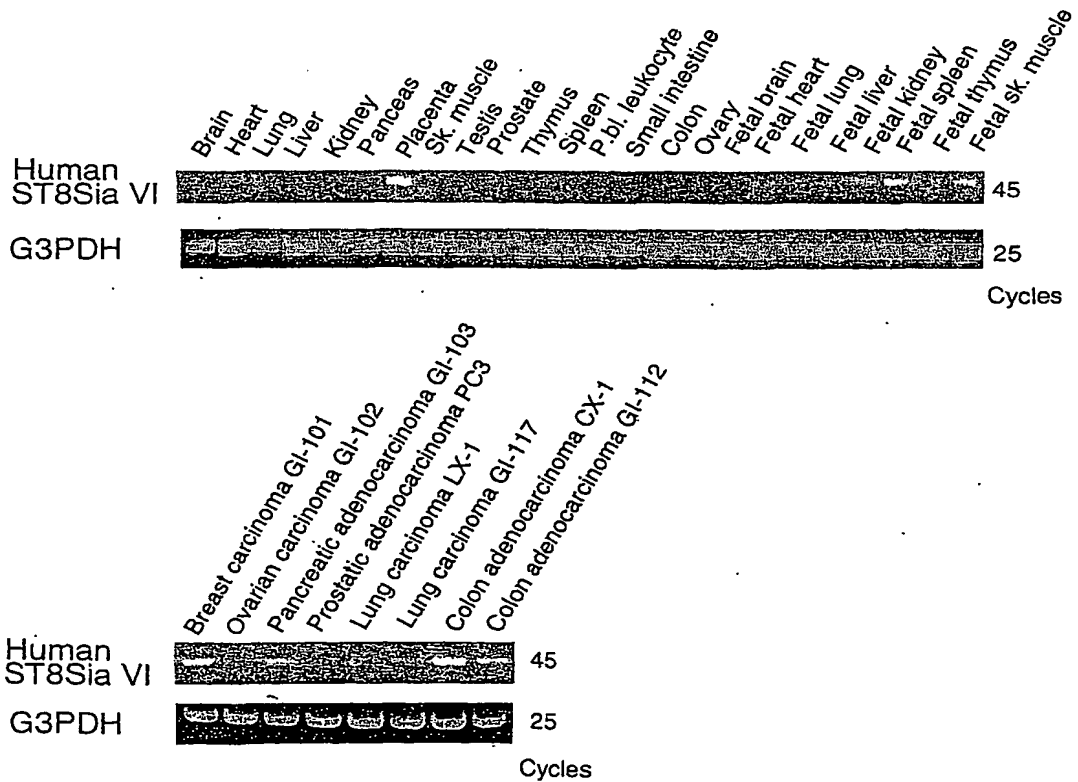 Brain
Heart
Lung
Liver
Kidney
Panceas
Placenta
Sk. muscle
Testis
Prostate
Thymus
Spleen
P.bl. leukocyte
Small intestine
Colon
Ovary
Fetal brain
Fetal heart
Fetal lung
Fetal liver
Fetal kidney
Fetal spleen
Fetal thymus
Fetal sk. muscle
Human
ST8Sia VI
45
G3PDH
25
Cycles
Breast carcinoma GI-101
Ovarian carcinoma GI-102
Pancreatic adenocarcinoma GI-103
Prostatic adenocarcinoma PC3
Lung carcinoma LX-1
Lung carcinoma GI-117
Colon adenocarcinoma CX-1
Colon adenocarcinoma GI-112
Human
ST8Sia VI
45
G3PDH
25
Cycles